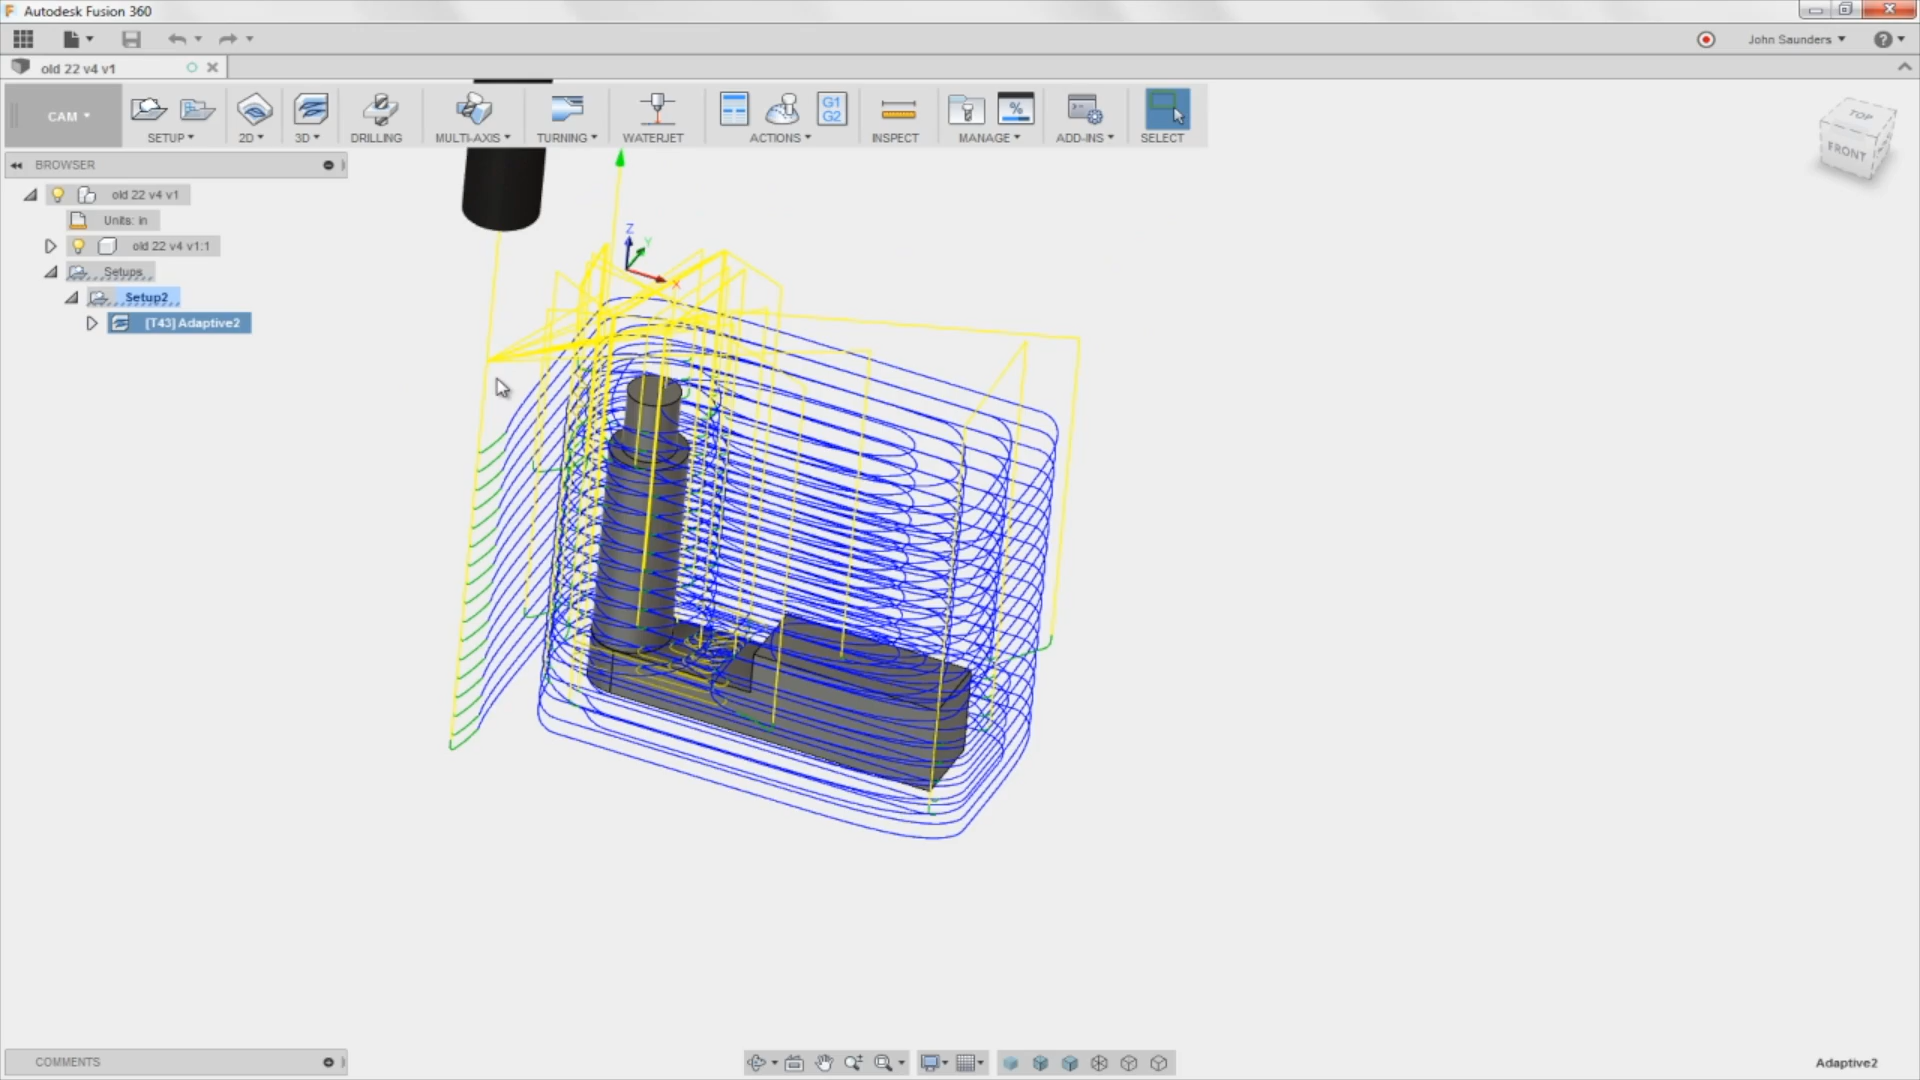 Autodesk Fusion 360
John Saunders
old 22 v4 v1
CAM
SETUP
2D
3D
DRILLING
MULTI-AXIS
TURNING
WATERJET
G1
G2
ACTIONS
INSPECT
%
MANAGE
ADD-INS
SELECT
TOP
FRONT
BROWSER
old 22 v4 v1
Units: in
old 22 v4 v1:1
Setups
Setup2
[T43] Adaptive2
Z
Y
X
COMMENTS
Adaptive2